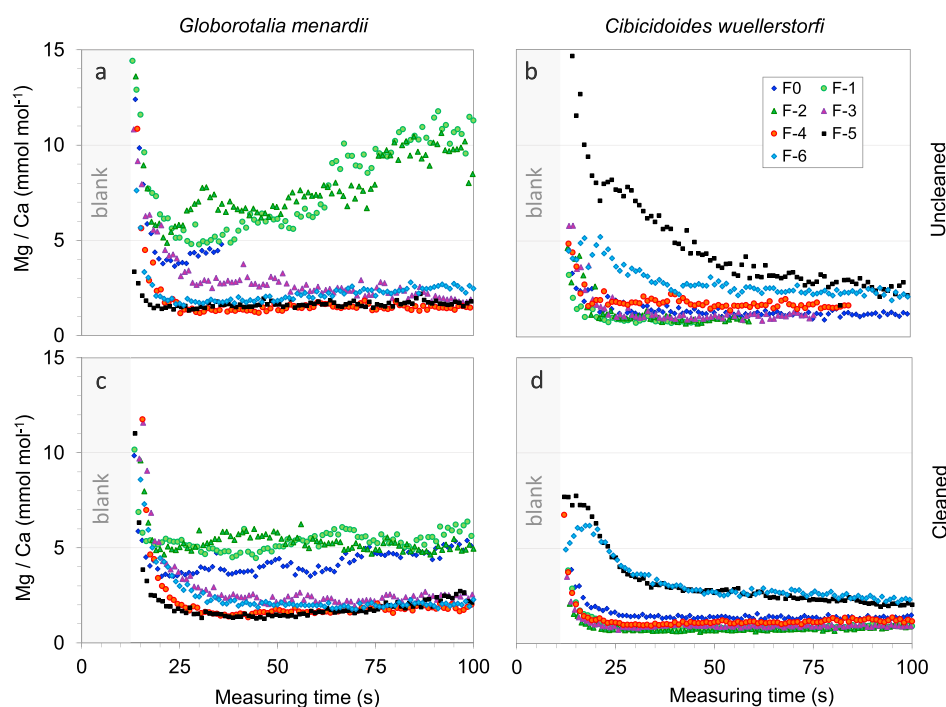 Globorotalia menardii
Cibicidoides wuellerstorfi
15
10
5
0
Mg / Ca (mmol mol⁻¹)
a
blank
b
blank
F0 F-1
F-2 F-3
F-4 F-5
F-6
Uncleaned
15
10
5
0
Mg / Ca (mmol mol⁻¹)
c
blank
d
blank
Cleaned
0 25 50 75 100
0 25 50 75 100
Measuring time (s)
Measuring time (s)